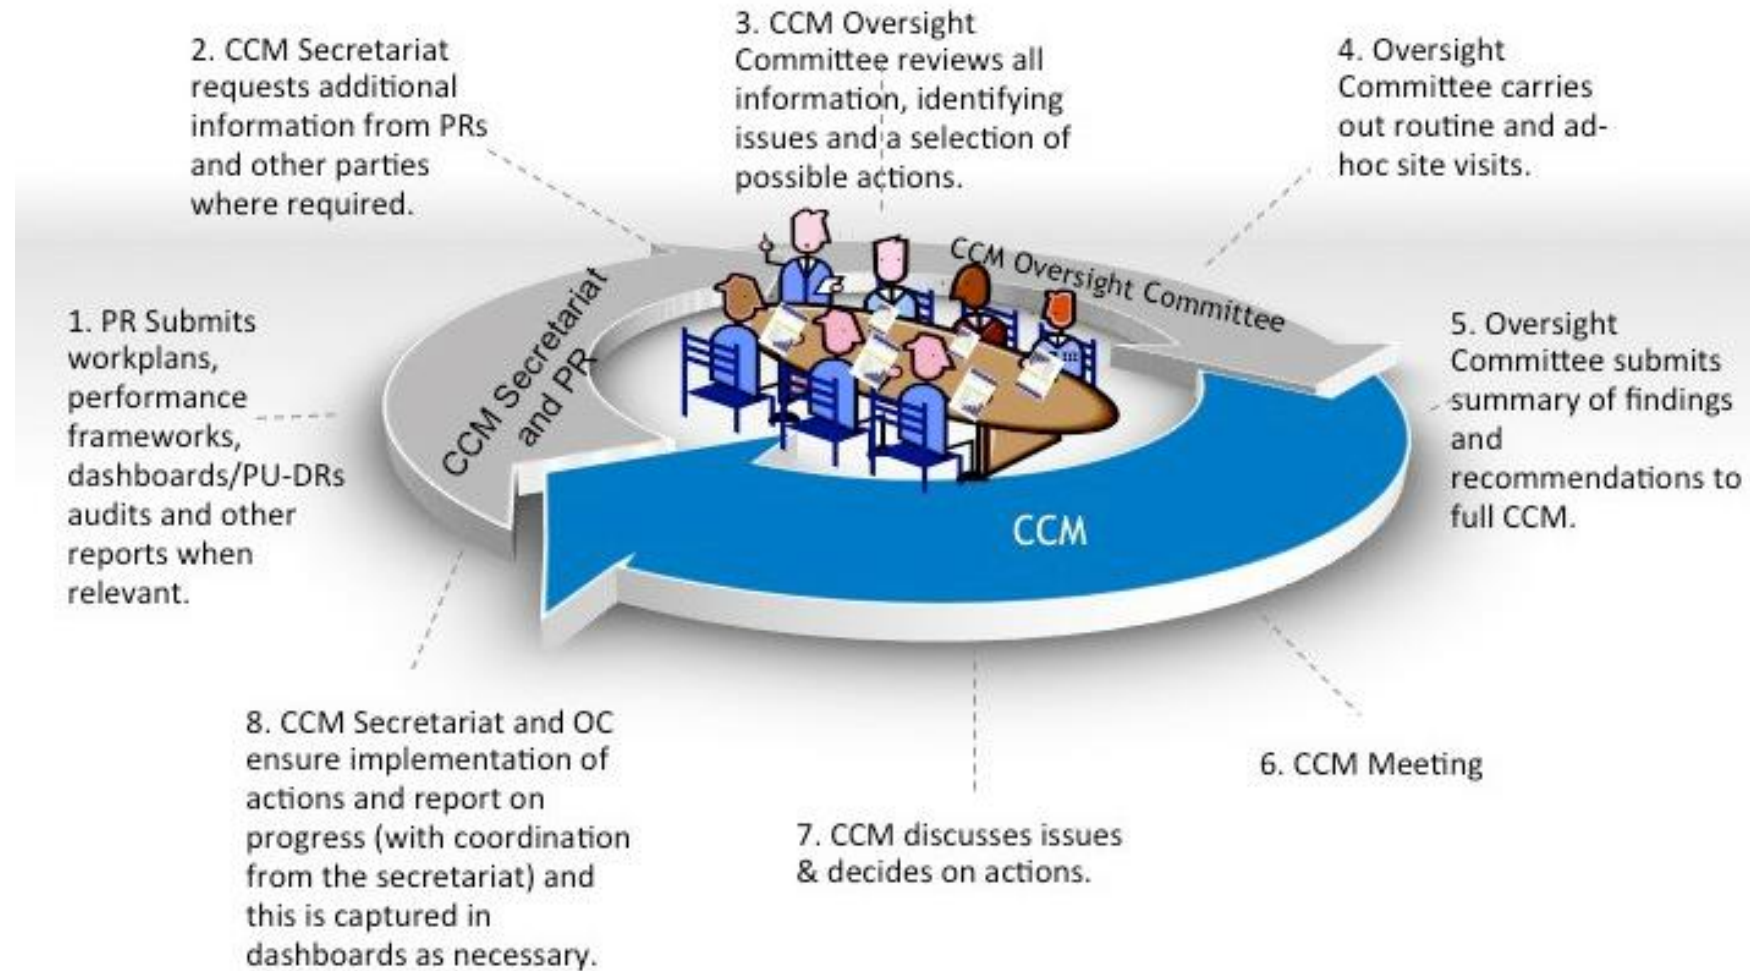 1. PR Submits
workplans,
performance
frameworks,
dashboards/PU-DRs
audits and other
reports when
relevant.
2. CCM Secretariat
requests additional
information from PRs
and other parties
where required.
3. CCM Oversight
Committee reviews all
information, identifying
issues and a selection of
possible actions.
4. Oversight
Committee carries
out routine and ad-
hoc site visits.
5. Oversight
Committee submits
summary of findings
and
recommendations to
full CCM.
6. CCM Meeting
7. CCM discusses issues
& decides on actions.
8. CCM Secretariat and OC
ensure implementation of
actions and report on
progress (with coordination
from the secretariat) and
this is captured in
dashboards as necessary.
CCM Secretariat
and PR
CCM Oversight Committee
CCM